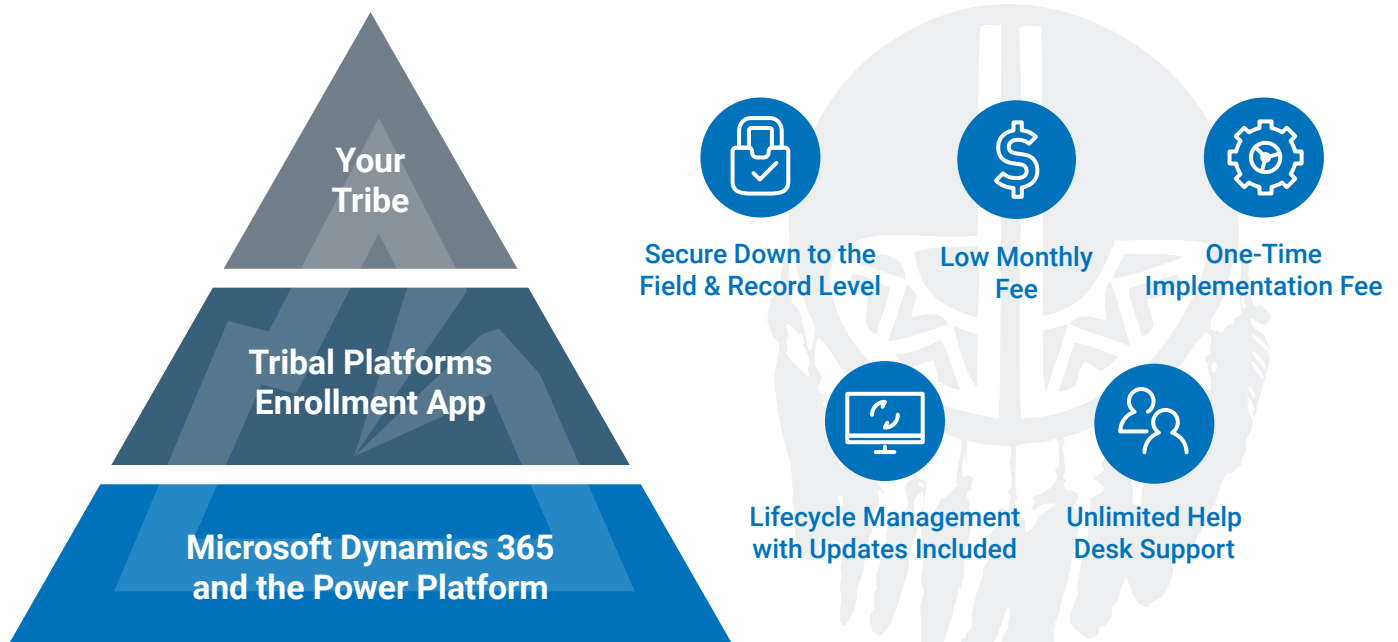 Your
Tribe
Tribal Platforms
Enrollment App
Microsoft Dynamics 365
and the Power Platform
Secure Down to the
Field & Record Level
Low Monthly
Fee
One-Time
Implementation Fee
Lifecycle Management
with Updates Included
Unlimited Help
Desk Support